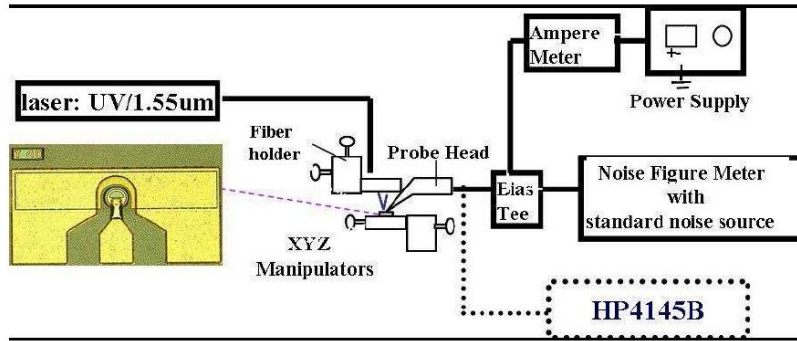 Ampere
Meter
+-
Power Supply
laser: UV/1.55um
Fiber
holder
Probe Head
Bias
Tee
Noise Figure Meter
with
standard noise source
XYZ
Manipulators
HP4145B